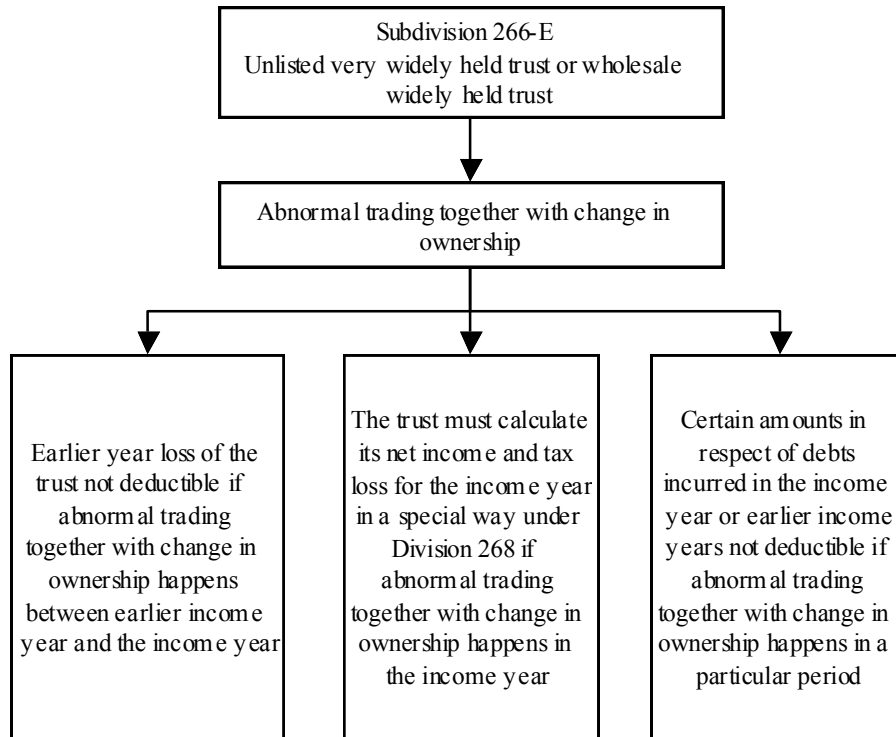 Subdivision 266-E
Unlisted very widely held trust or wholesale
widely held trust
Abnormal trading together with change in
ownership
Earlier year loss of the
trust not deductible if
abnormal trading
together with change in
ownership happens
between earlier income
year and the income year
The trust must calculate
its net income and tax
loss for the income year
in a special way under
Division 268 if
abnormal trading
together with change in
ownership happens in
the income year
Certain amounts in
respect of debts
incurred in the income
year or earlier income
years not deductible if
abnormal trading
together with change in
ownership happens in a
particular period